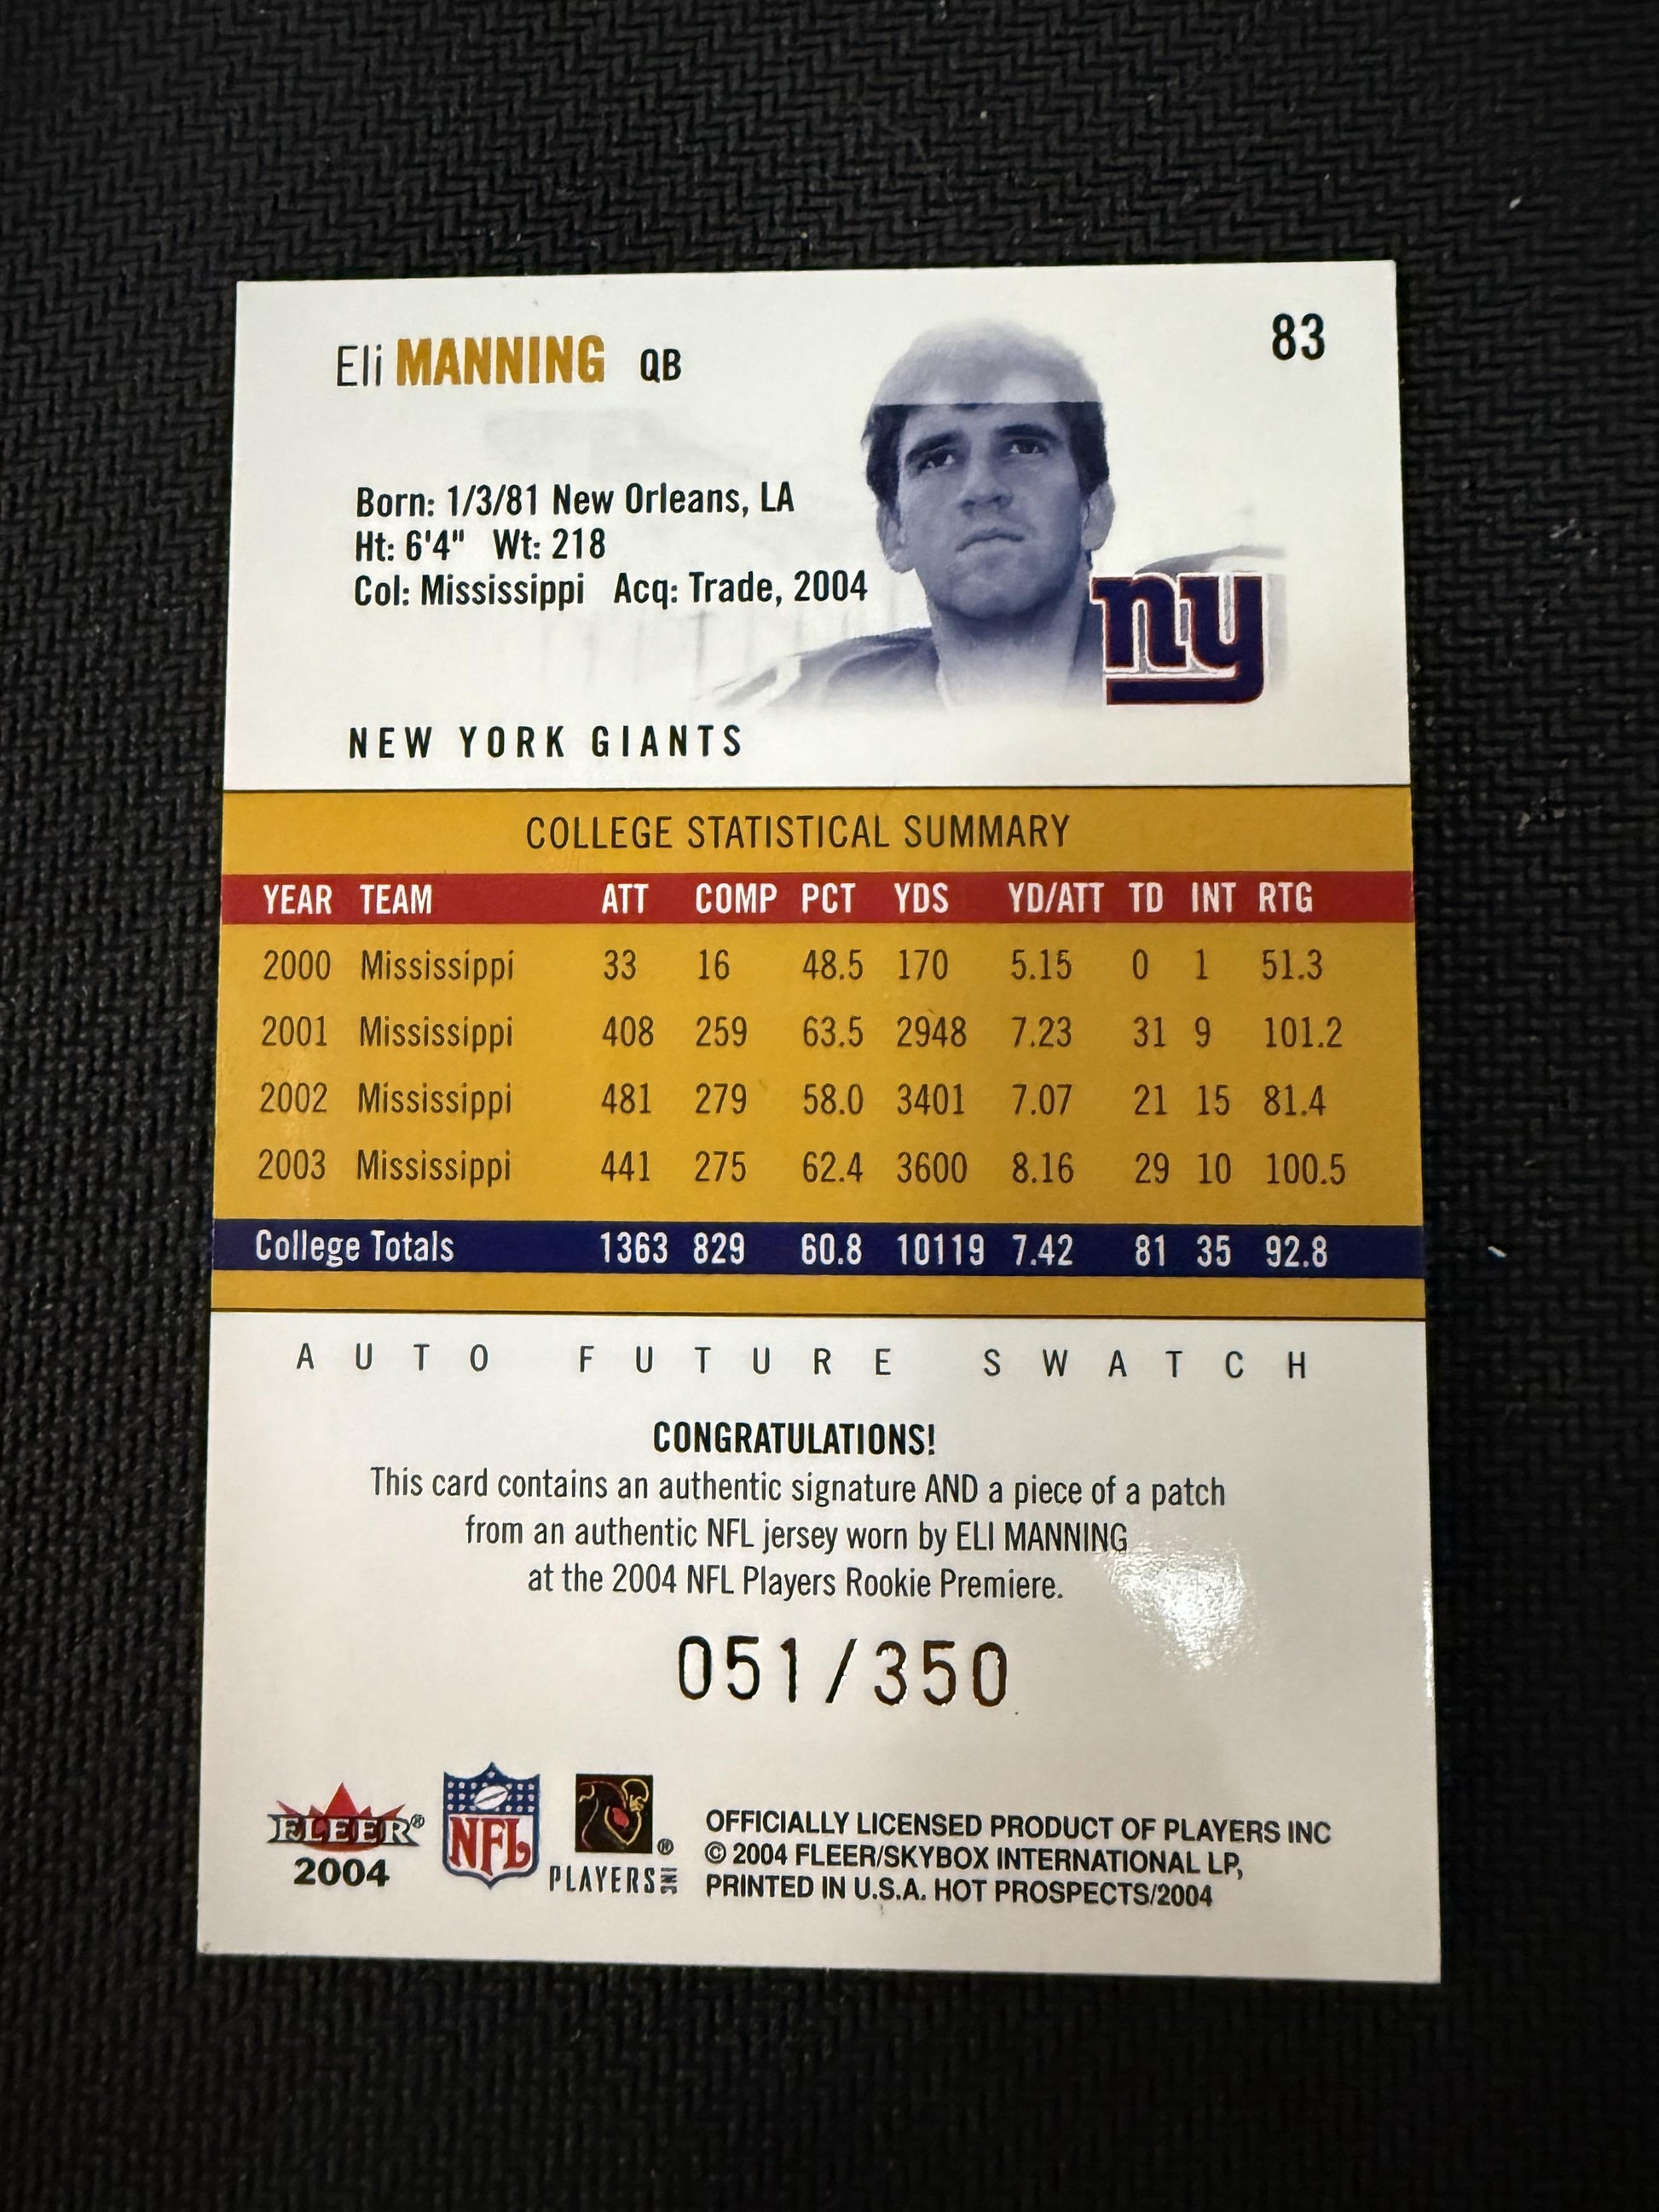 Eli MANNING QB 83
Born: 1/3/81 New Orleans, LA
Ht: 6'4" Wt: 218
Col: Mississippi Acq: Trade, 2004
ny
NEW YORK GIANTS
COLLEGE STATISTICAL SUMMARY
YEAR TEAM ATT COMP PCT YDS YD/ATT TD INT RTG
2000 Mississippi 33 16 48.5 170 5.15 0 1 51.3
2001 Mississippi 408 259 63.5 2948 7.23 31 9 101.2
2002 Mississippi 481 279 58.0 3401 7.07 21 15 81.4
2003 Mississippi 441 275 62.4 3600 8.16 29 10 100.5
College Totals 1363 829 60.8 10119 7.42 81 35 92.8
AUTO FUTURE SWATCH
CONGRATULATIONS!
This card contains an authentic signature AND a piece of a patch
from an authentic NFL jersey worn by ELI MANNING
at the 2004 NFL Players Rookie Premiere.
051/350
FLEER®
2004
NFL
®
PLAYERS INC
OFFICIALLY LICENSED PRODUCT OF PLAYERS INC
© 2004 FLEER/SKYBOX INTERNATIONAL LP,
PRINTED IN U.S.A. HOT PROSPECTS/2004